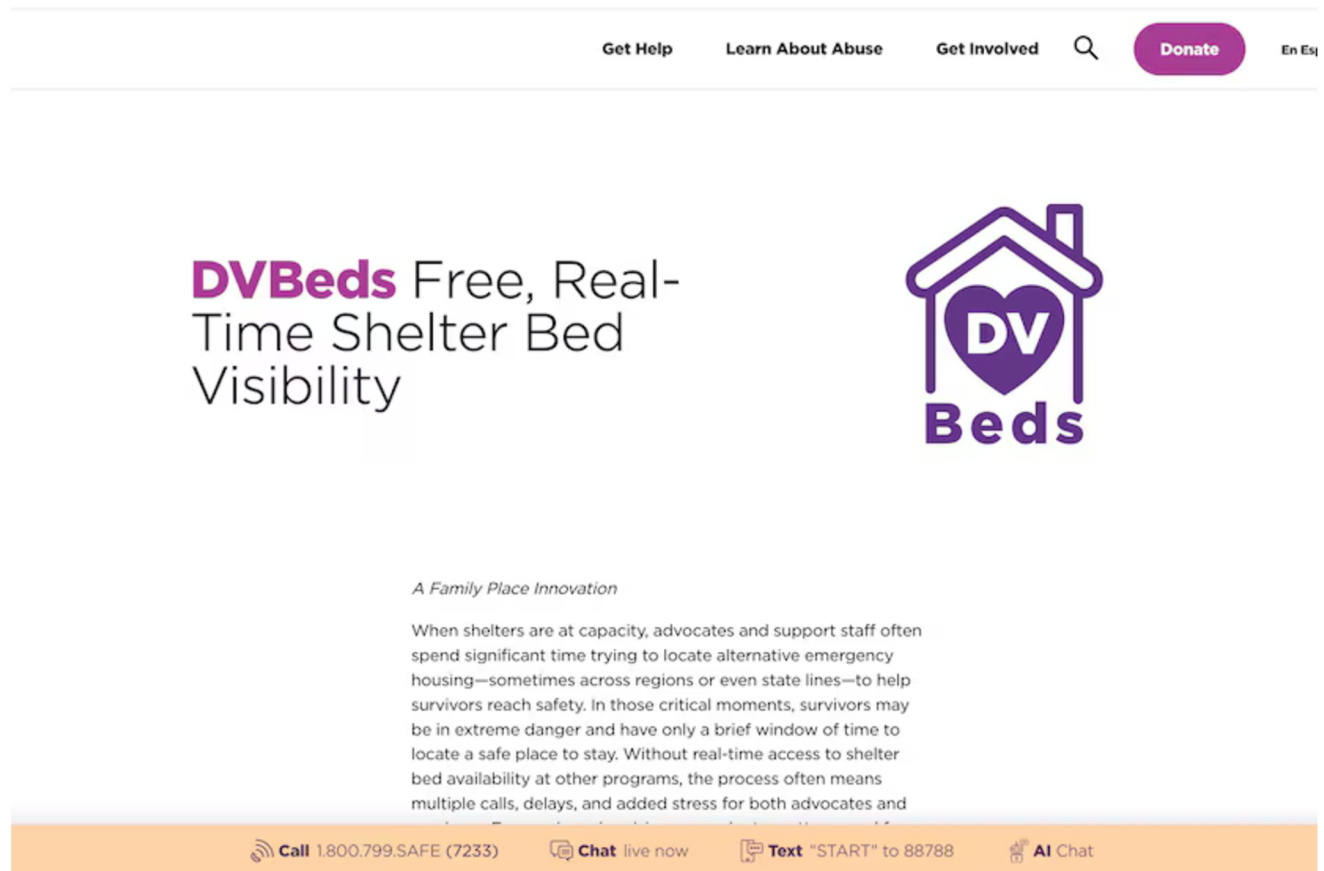 Get Help Learn About Abuse Get Involved Donate En
DVBeds Free, Real-
Time Shelter Bed
Visibility
DV
Beds
A Family Place Innovation
When shelters are at capacity, advocates and support staff often
spend significant time trying to locate alternative emergency
housing—sometimes across regions or even state lines—to help
survivors reach safety. In those critical moments, survivors may
be in extreme danger and have only a brief window of time to
locate a safe place to stay. Without real-time access to shelter
bed availability at other programs, the process often means
multiple calls, delays, and added stress for both advocates and
Call 1.800.799.SAFE (7233) Chat live now Text "START" to 88788 AI Chat